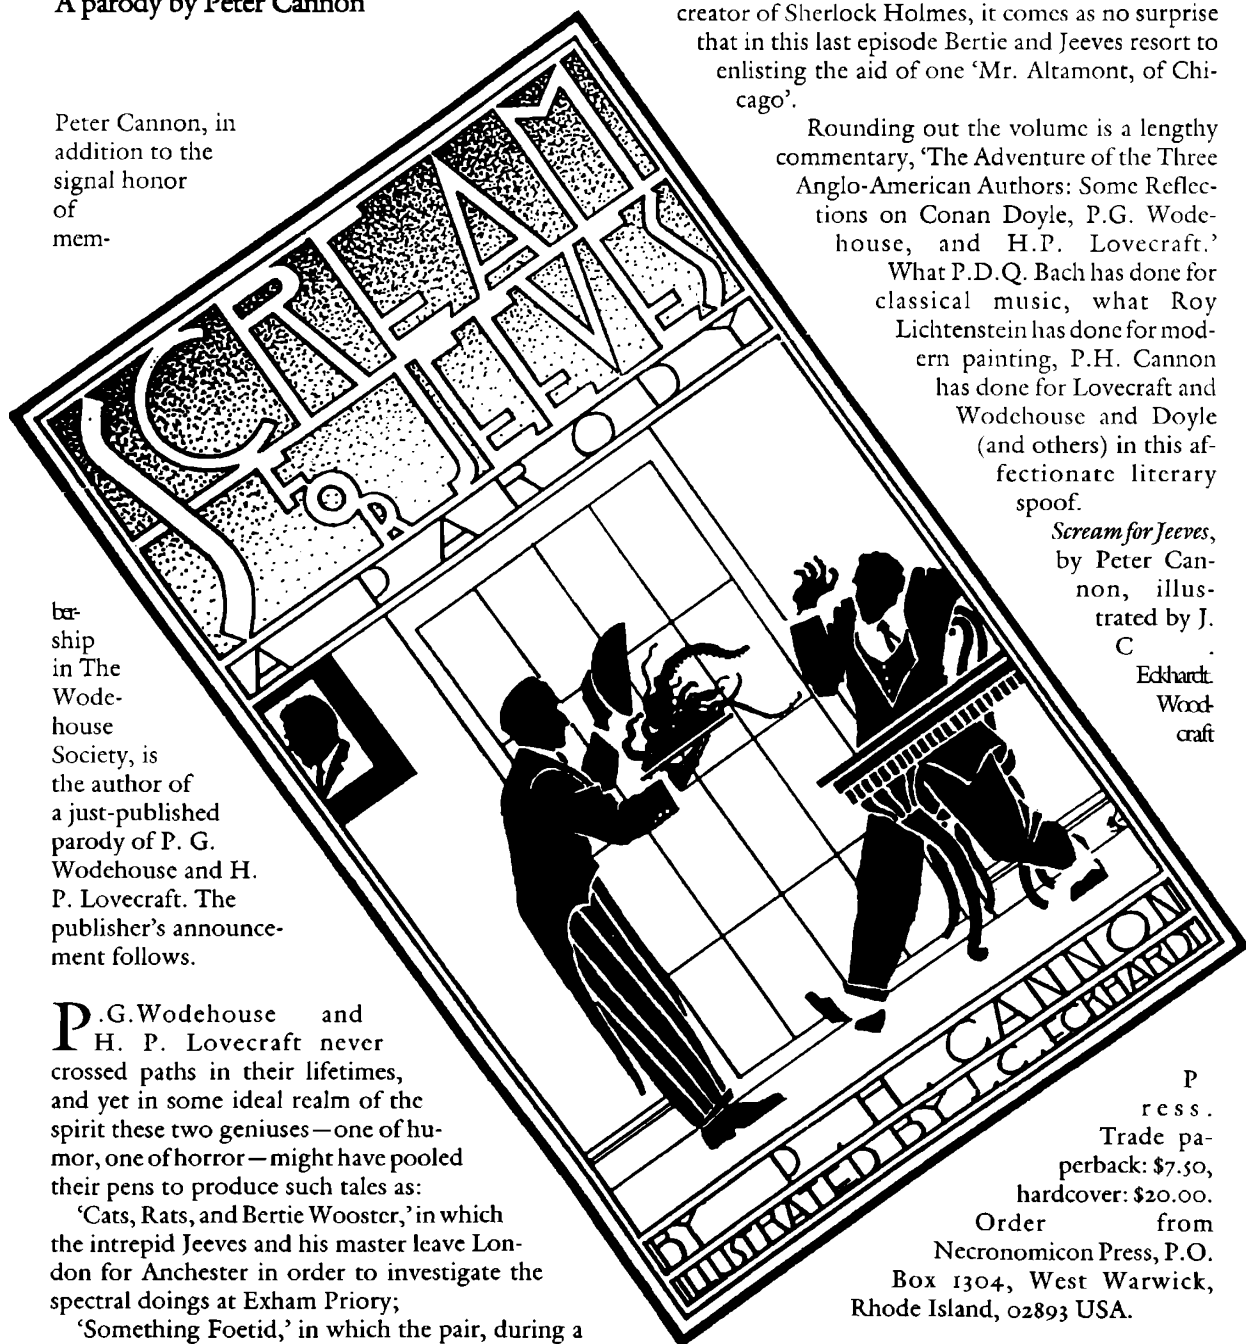 A parody by Peter Cannon
Peter Cannon, in
addition to the
signal honor
of
mem-
ber-
ship
in The
Wode-
house
Society, is
the author of
a just-published
parody of P. G.
Wodehouse and H.
P. Lovecraft. The
publisher's announce-
ment follows.
P.G.Wodehouse and
H. P. Lovecraft never
crossed paths in their lifetimes,
and yet in some ideal realm of the
spirit these two geniuses—one of hu-
mor, one of horror—might have pooled
their pens to produce such tales as:
'Cats, Rats, and Bertie Wooster,' in which
the intrepid Jeeves and his master leave Lon-
don for Anchester in order to investigate the
spectral doings at Exham Priory;
'Something Foetid,' in which the pair, during a
SCREAM
FOR JEEVES
A PARODY
BY P. H. CANNON
ILLUSTRATED BY J.C. ECKHARDT
creator of Sherlock Holmes, it comes as no surprise
that in this last episode Bertie and Jeeves resort to
enlisting the aid of one 'Mr. Altamont, of Chi-
cago'.
Rounding out the volume is a lengthy
commentary, 'The Adventure of the Three
Anglo-American Authors: Some Reflec-
tions on Conan Doyle, P.G. Wode-
house, and H.P. Lovecraft.'
What P.D.Q. Bach has done for
classical music, what Roy
Lichtenstein has done for mod-
ern painting, P.H. Cannon
has done for Lovecraft and
Wodehouse and Doyle
(and others) in this af-
fectionate literary
spoof.
Scream for Jeeves,
by Peter Can-
non, illus-
trated by J.
C .
Eckhardt.
Wood-
craft
P
ress.
Trade pa-
perback: $7.50,
hardcover: $20.00.
Order from
Necronomicon Press, P.O.
Box 1304, West Warwick,
Rhode Island, 02893 USA.